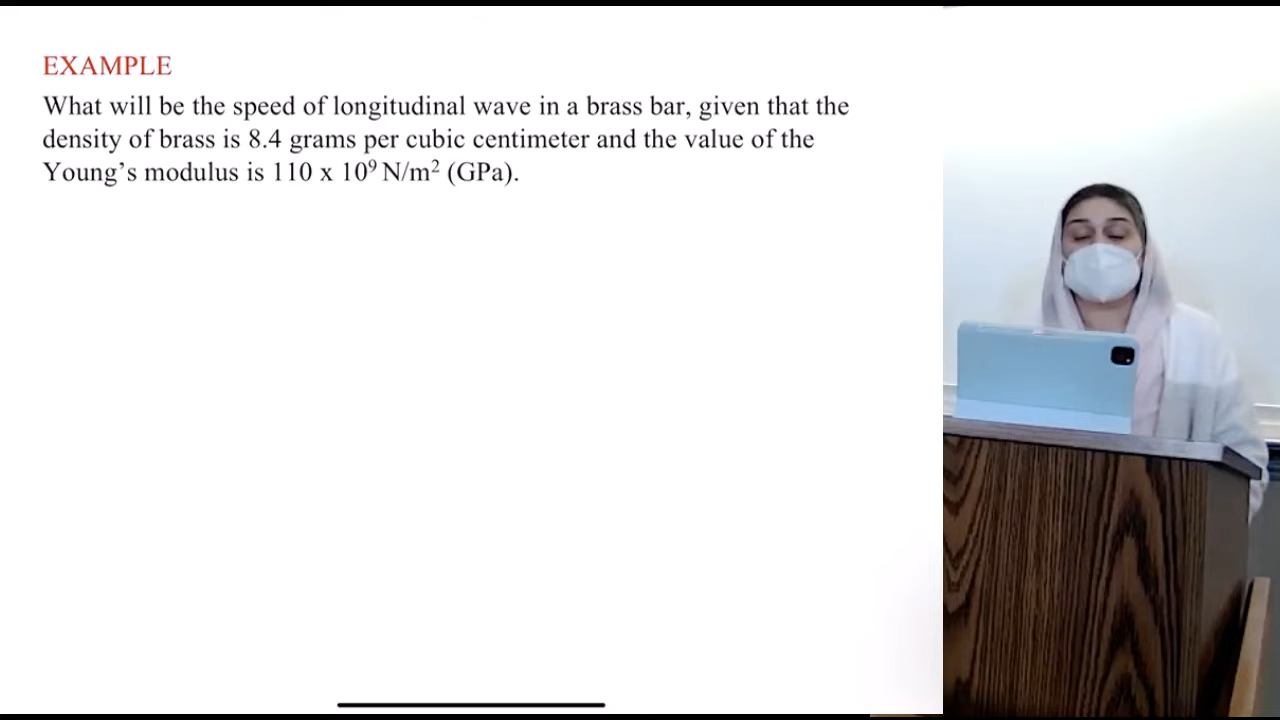 EXAMPLE
What will be the speed of longitudinal wave in a brass bar, given that the
density of brass is 8.4 grams per cubic centimeter and the value of the
Young’s modulus is 110 x 10⁹ N/m² (GPa).